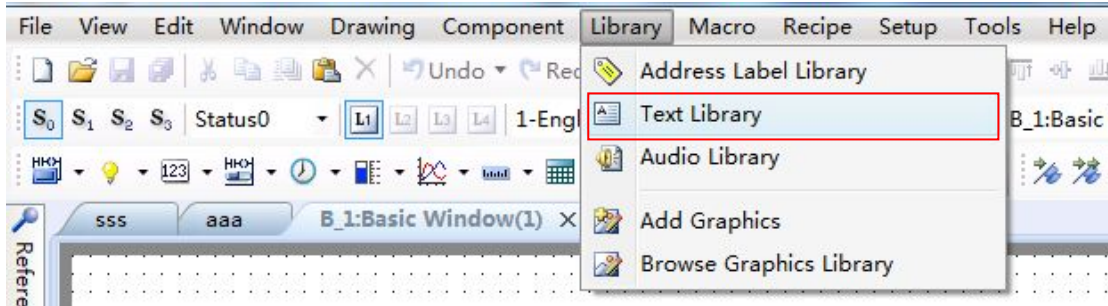 File View Edit Window Drawing Component Library Macro Recipe Setup Tools Help
Undo Rec
Address Label Library
S0 S1 S2 S3 Status0 L1 L2 L3 L4 1-Engl
Text Library
B_1:Basic
Audio Library
123
sss aaa B_1:Basic Window(1)
Add Graphics
Browse Graphics Library
Refere